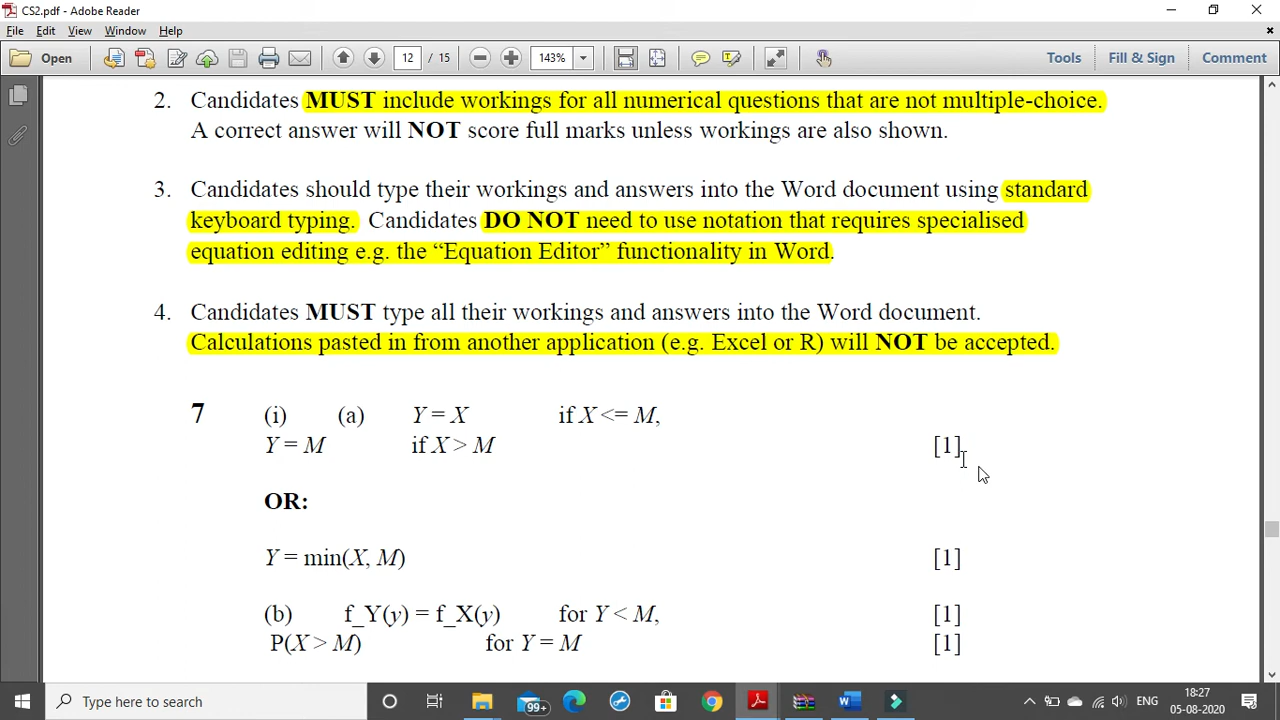 CS2.pdf - Adobe Reader
File Edit View Window Help
Open 12 / 15 143% Tools Fill & Sign Comment
2. Candidates MUST include workings for all numerical questions that are not multiple-choice.
A correct answer will NOT score full marks unless workings are also shown.
3. Candidates should type their workings and answers into the Word document using standard
keyboard typing. Candidates DO NOT need to use notation that requires specialised
equation editing e.g. the “Equation Editor” functionality in Word.
4. Candidates MUST type all their workings and answers into the Word document.
Calculations pasted in from another application (e.g. Excel or R) will NOT be accepted.
7 (i) (a) Y = X if X <= M,
Y = M if X > M [1]
OR:
Y = min(X, M) [1]
(b) f_Y(y) = f_X(y) for Y < M, [1]
P(X > M) for Y = M [1]
Type here to search 99+ ENG 18:27
05-08-2020